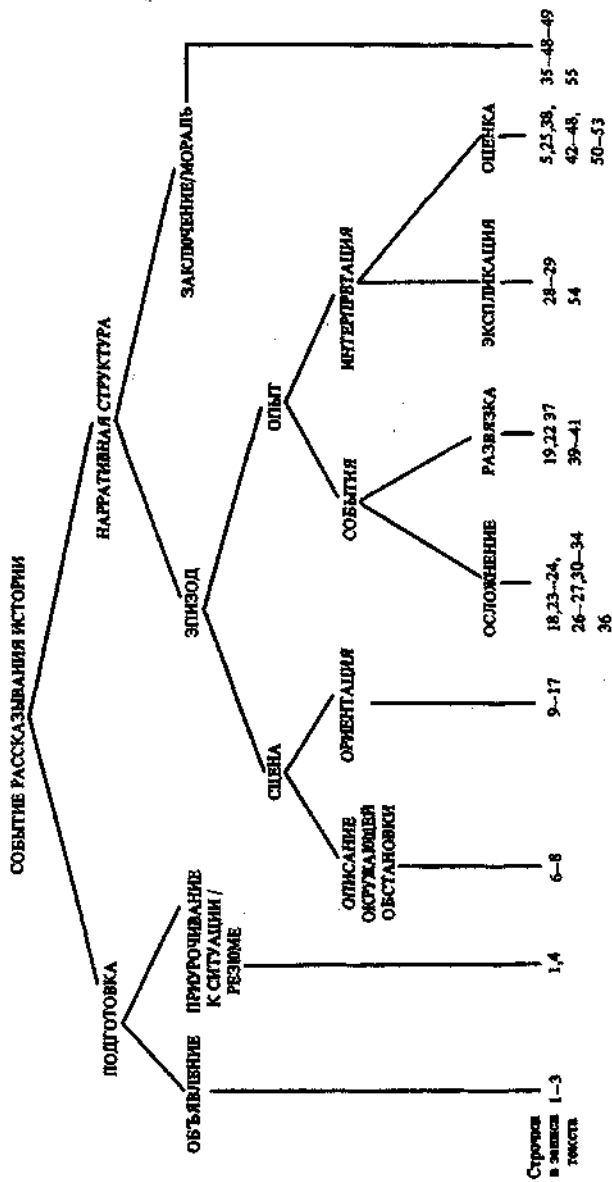 СОБЫТИЕ РАССКАЗЫВАНИЯ ИСТОРИИ
ПОДГОТОВКА
НАРРАТИВНАЯ СТРУКТУРА
ОБЪЯВЛЕНИЕ
ПРИУРОЧИВАНИЕ
К СИТУАЦИИ /
РЕЗЮМЕ
ЭПИЗОД
ЗАКЛЮЧЕНИЕ/МОРАЛЬ
СЦЕНА
ОПЫТ
ОПИСАНИЕ
ОКРУЖАЮЩЕЙ
ОБСТАНОВКИ
ОРИЕНТАЦИЯ
СОБЫТИЯ
ИНТЕРПРЕТАЦИЯ
ОСЛОЖНЕНИЕ
РАЗВЯЗКА
ЭКСПЛИКАЦИЯ
ОЦЕНКА
Строчки
в записи
текста
1–3
1,4
6–8
9–17
18,23–24,
26–27,30–34
36
19,22 37
39–41
28–29
54
5,25,38,
42–48,
50–53
35–48–49
55